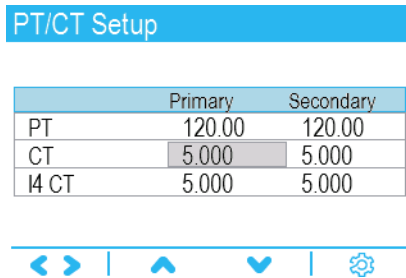 PT/CT Setup
Primary Secondary
PT 120.00 120.00
CT 5.000 5.000
I4 CT 5.000 5.000